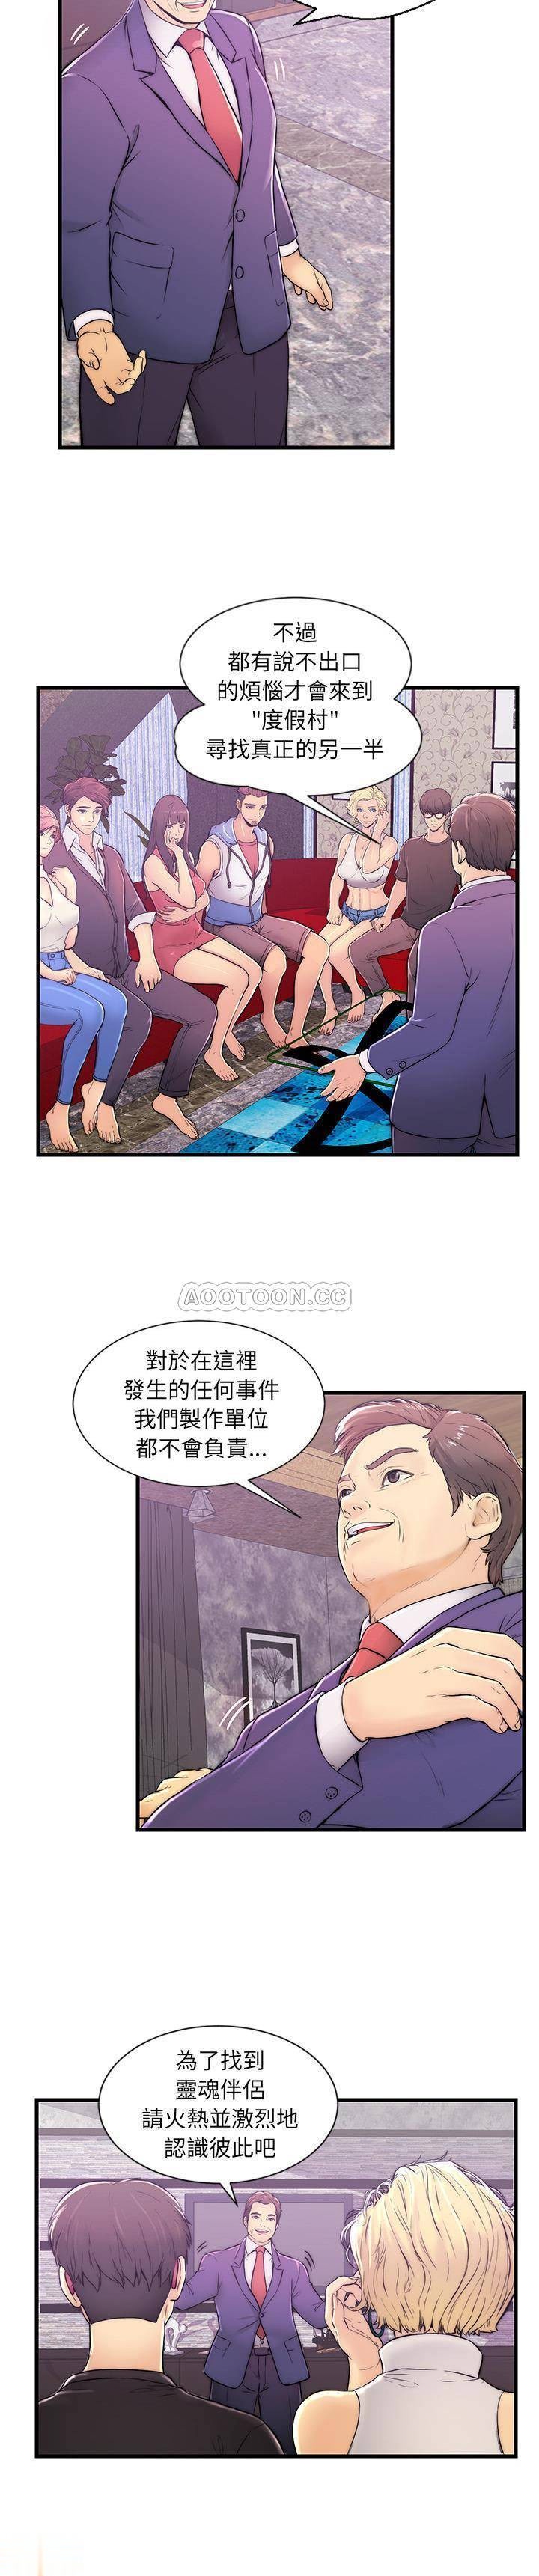 不過
都有說不出口
的煩惱才會來到
"度假村"
尋找真正的另一半
AOOTOON.CC
對於在這裡
發生的任何事件
我們製作單位
都不會負責...
為了找到
靈魂伴侶
請火熱並激烈地
認識彼此吧